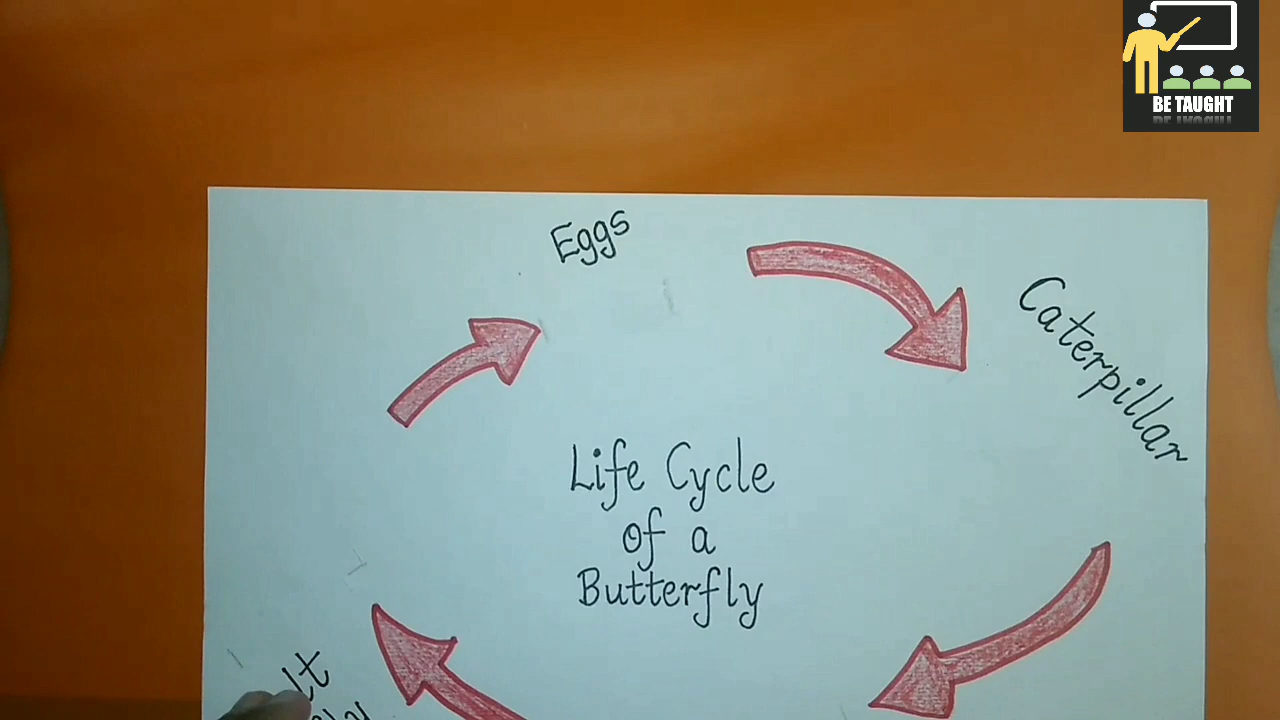 BE TAUGHT
Eggs
Caterpillar
Life Cycle
of a
Butterfly